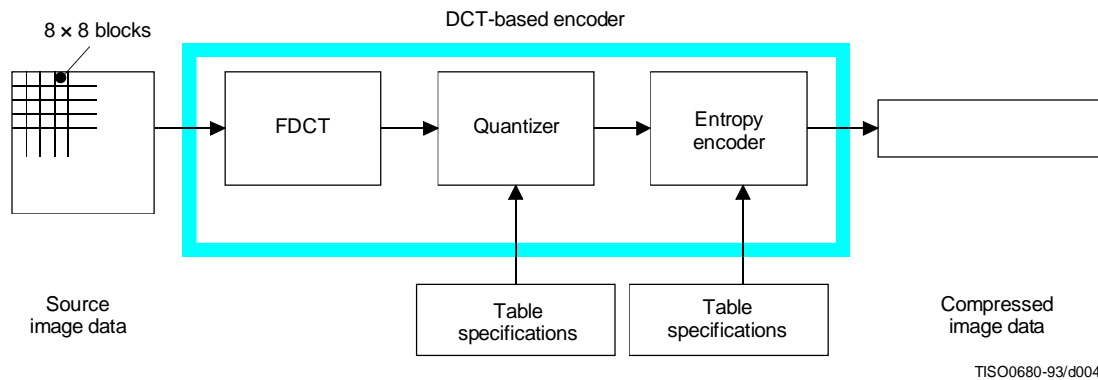 DCT-based encoder
8 × 8 blocks
FDCT
Quantizer
Entropy
encoder
Source
image data
Table
specifications
Table
specifications
Compressed
image data
TISO0680-93/d004